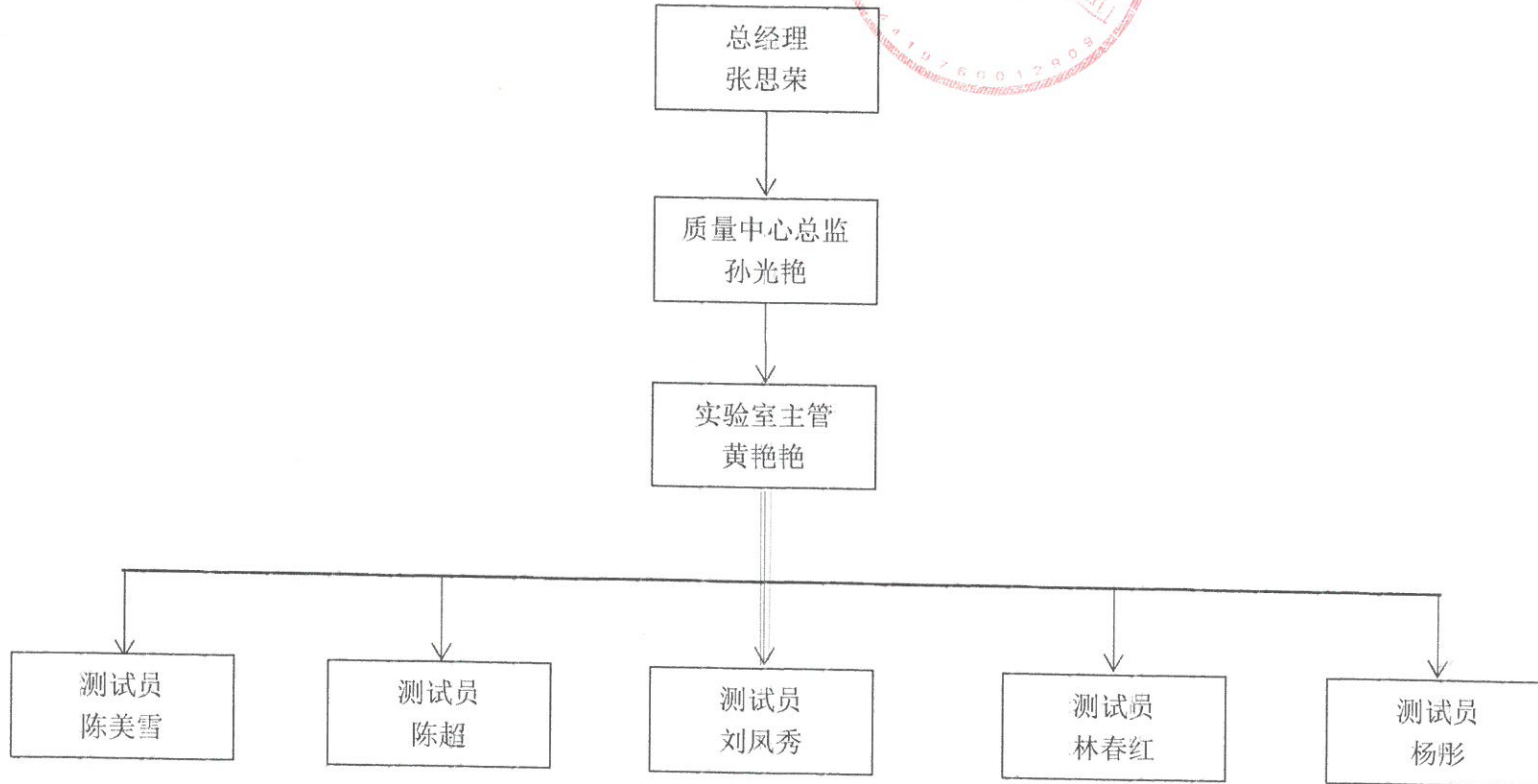 总经理
张思荣
质量中心总监
孙光艳
实验室主管
黄艳艳
测试员
陈美雪
测试员
陈超
测试员
刘凤秀
测试员
林春红
测试员
杨彤